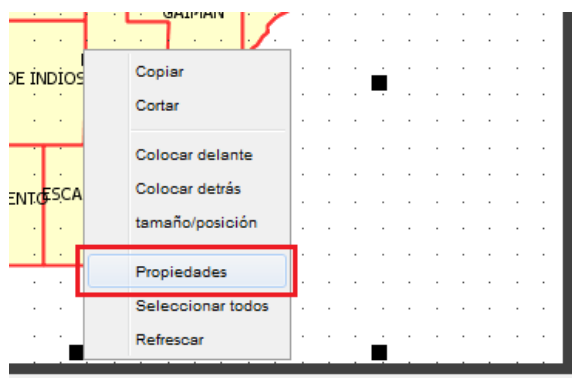 GAIMAN
DE INDIOS
Copiar
Cortar
Colocar delante
ENTO
ESCA
Colocar detrás
tamaño/posición
Propiedades
Seleccionar todos
Refrescar